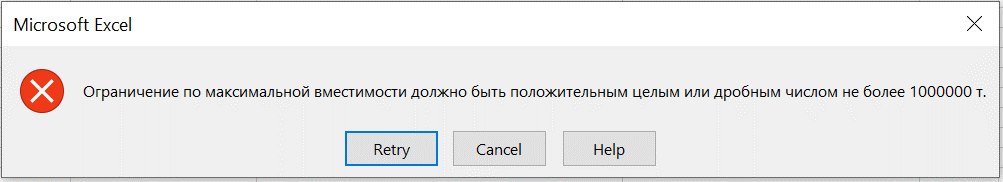 Microsoft Excel
Ограничение по максимальной вместимости должно быть положительным целым или дробным числом не более 1000000 т.
Retry Cancel Help